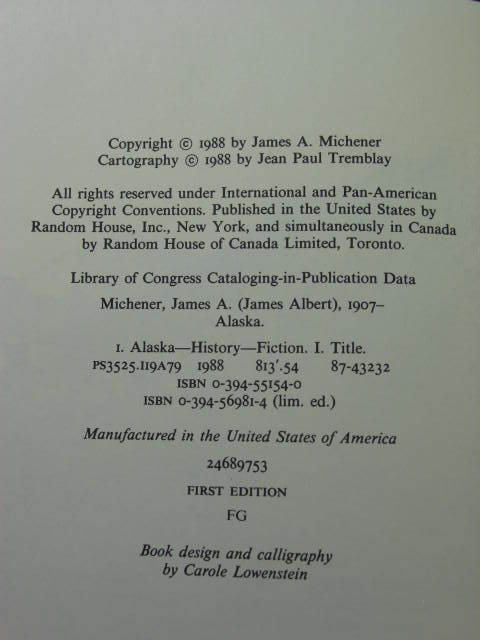 Copyright © 1988 by James A. Michener
Cartography © 1988 by Jean Paul Tremblay
All rights reserved under International and Pan-American
Copyright Conventions. Published in the United States by
Random House, Inc., New York, and simultaneously in Canada
by Random House of Canada Limited, Toronto.
Library of Congress Cataloging-in-Publication Data
Michener, James A. (James Albert), 1907–
Alaska.
1. Alaska—History—Fiction. I. Title.
PS3525.I19A79 1988 813'.54 87-43232
ISBN 0-394-55154-0
ISBN 0-394-56981-4 (lim. ed.)
Manufactured in the United States of America
24689753
FIRST EDITION
FG
Book design and calligraphy
by Carole Lowenstein